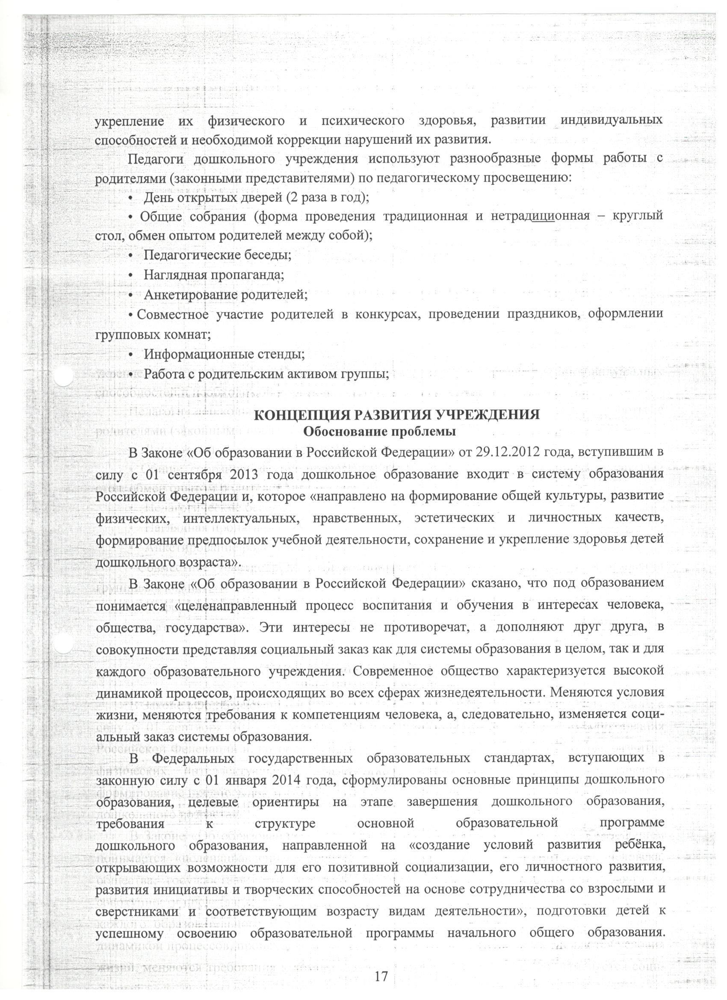 укрепление их физического и психического здоровья, развитии индивидуальных
способностей и необходимой коррекции нарушений их развития.
Педагоги дошкольного учреждения используют разнообразные формы работы с
родителями (законными представителями) по педагогическому просвещению:
• День открытых дверей (2 раза в год);
• Общие собрания (форма проведения традиционная и нетрадиционная – круглый
стол, обмен опытом родителей между собой);
• Педагогические беседы;
• Наглядная пропаганда;
• Анкетирование родителей;
• Совместное участие родителей в конкурсах, проведении праздников, оформлении
групповых комнат;
• Информационные стенды;
• Работа с родительским активом группы;
КОНЦЕПЦИЯ РАЗВИТИЯ УЧРЕЖДЕНИЯ
Обоснование проблемы
В Законе «Об образовании в Российской Федерации» от 29.12.2012 года, вступившим в
силу с 01 сентября 2013 года дошкольное образование входит в систему образования
Российской Федерации и, которое «направлено на формирование общей культуры, развитие
физических, интеллектуальных, нравственных, эстетических и личностных качеств,
формирование предпосылок учебной деятельности, сохранение и укрепление здоровья детей
дошкольного возраста».
В Законе «Об образовании в Российской Федерации» сказано, что под образованием
понимается «целенаправленный процесс воспитания и обучения в интересах человека,
общества, государства». Эти интересы не противоречат, а дополняют друг друга, в
совокупности представляя социальный заказ как для системы образования в целом, так и для
каждого образовательного учреждения. Современное общество характеризуется высокой
динамикой процессов, происходящих во всех сферах жизнедеятельности. Меняются условия
жизни, меняются требования к компетенциям человека, а, следовательно, изменяется соци-
альный заказ системы образования.
В Федеральных государственных образовательных стандартах, вступающих в
законную силу с 01 января 2014 года, сформулированы основные принципы дошкольного
образования, целевые ориентиры на этапе завершения дошкольного образования,
требования к структуре основной образовательной программе
дошкольного образования, направленной на «создание условий развития ребёнка,
открывающих возможности для его позитивной социализации, его личностного развития,
развития инициативы и творческих способностей на основе сотрудничества со взрослыми и
сверстниками и соответствующим возрасту видам деятельности», подготовки детей к
успешному освоению образовательной программы начального общего образования.
17